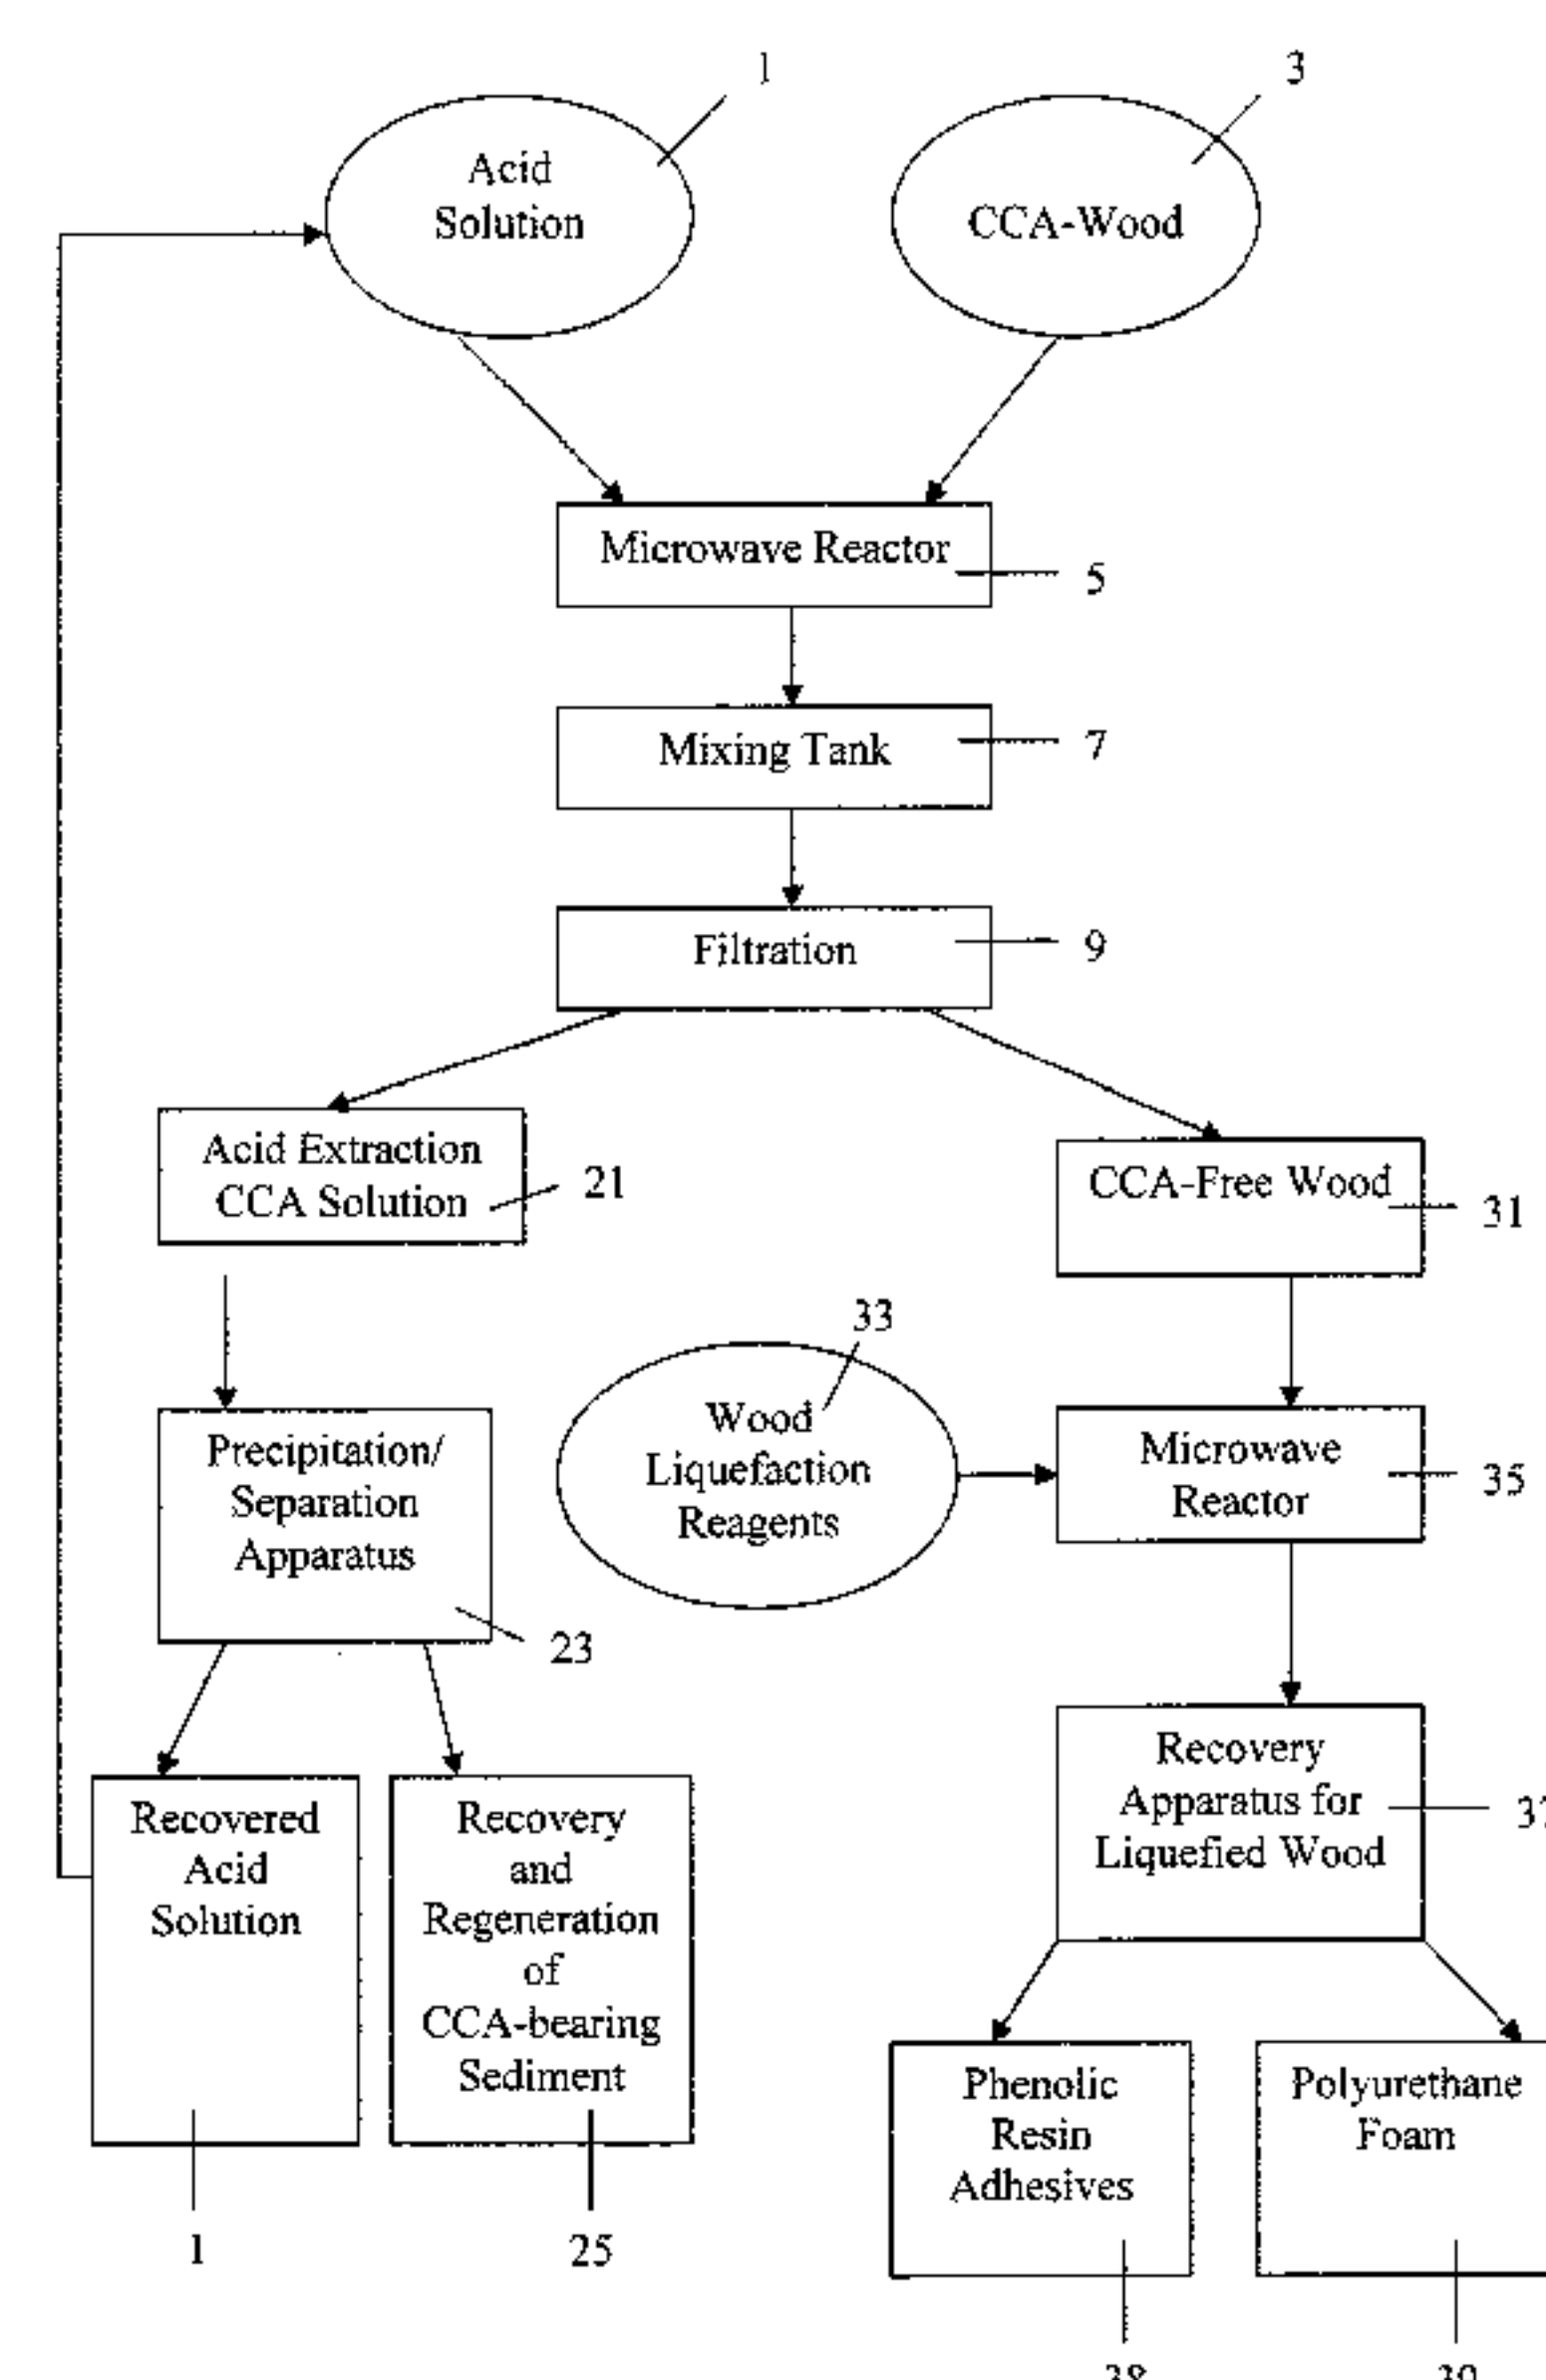 1
3
Acid
Solution
CCA-Wood
Microwave Reactor
5
Mixing Tank
7
Filtration
9
Acid Extraction
CCA Solution
21
CCA-Free Wood
31
33
Wood
Liquefaction
Reagents
Microwave
Reactor
35
Precipitation/
Separation
Apparatus
23
Recovery
Apparatus for
Liquefied Wood
Recovered
Acid
Solution
Recovery
and
Regeneration
of
CCA-bearing
Sediment
Phenolic
Resin
Adhesives
Polyurethane
Foam
1
25